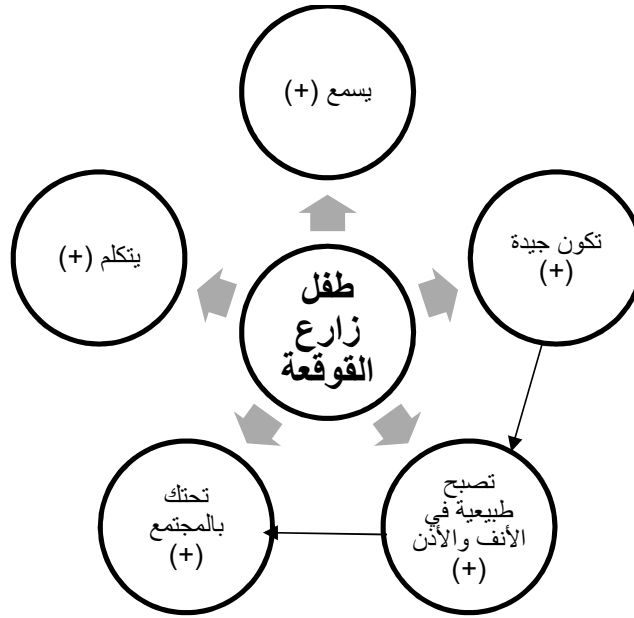 يسمع (+)
تكون جيدة
(+)
يتكلم (+)
طفل
زارع
القوقعة
تصبح
طبيعية في
الأنف والأذن
(+)
تحتك
بالمجتمع
(+)